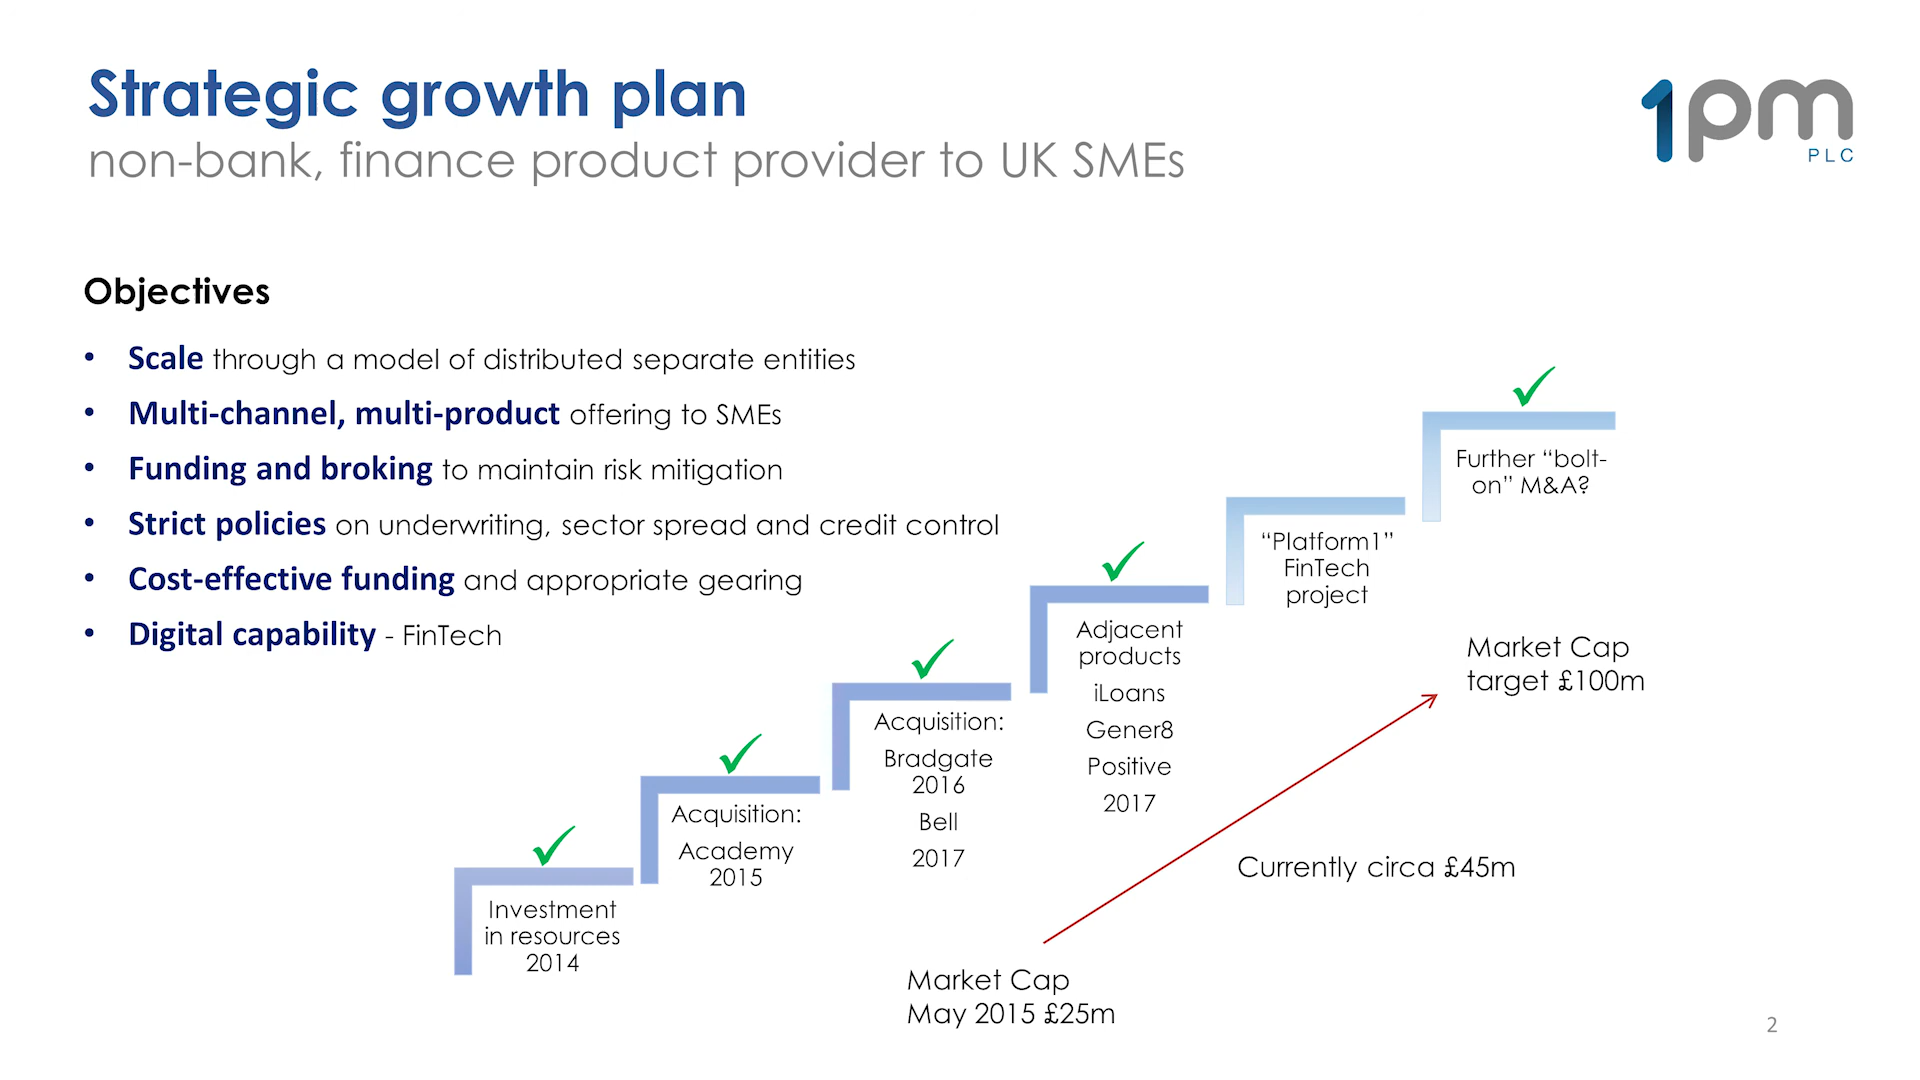 Strategic growth plan
non-bank, finance product provider to UK SMEs
1pm
PLC
Objectives
• Scale through a model of distributed separate entities
• Multi-channel, multi-product offering to SMEs
• Funding and broking to maintain risk mitigation
• Strict policies on underwriting, sector spread and credit control
• Cost-effective funding and appropriate gearing
• Digital capability - FinTech
Investment
in resources
2014
Acquisition:
Academy
2015
Acquisition:
Bradgate
2016
Bell
2017
Adjacent
products
iLoans
Gener8
Positive
2017
“Platform1”
FinTech
project
Further “bolt-
on” M&A?
Market Cap
target £100m
Currently circa £45m
Market Cap
May 2015 £25m
2